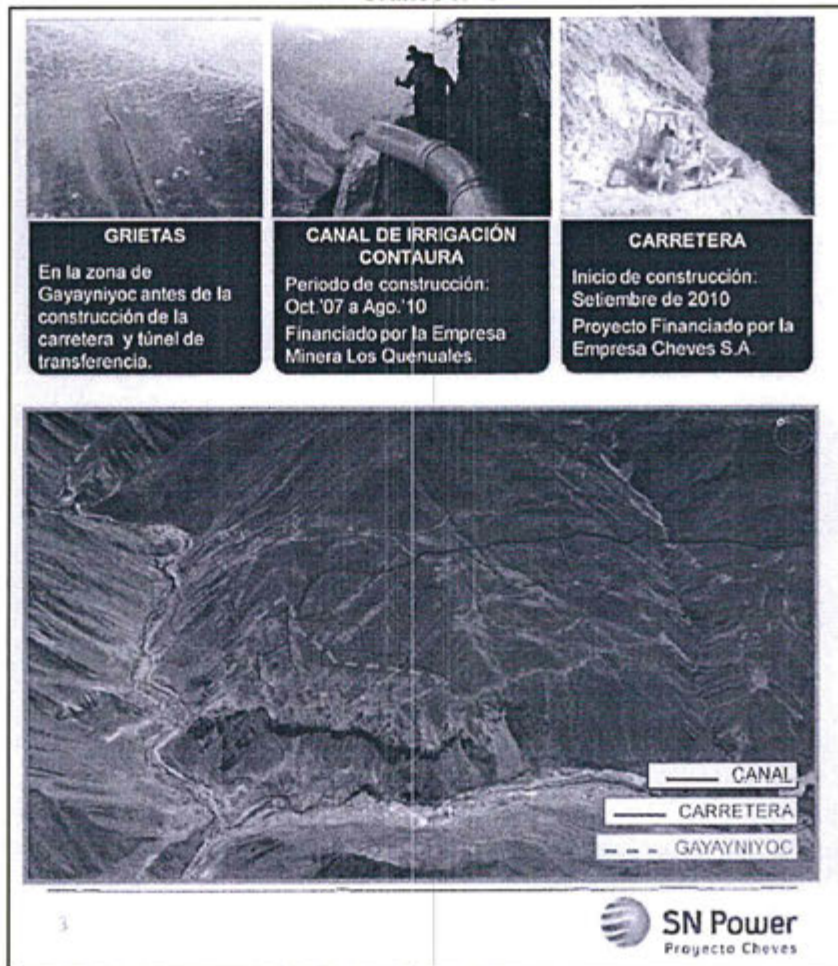 GRIETAS
En la zona de
Gayayniyoc antes de la
construcción de la
carretera y túnel de
transferencia.
CANAL DE IRRIGACIÓN
CONTAURA
Periodo de construcción:
Oct.'07 a Ago.'10
Financiado por la Empresa
Minera Los Quenuales.
CARRETERA
Inicio de construcción:
Setiembre de 2010
Proyecto Financiado por la
Empresa Cheves S.A.
CANAL
CARRETERA
GAYAYNIYOC
3
SN Power
Proyecto Cheves